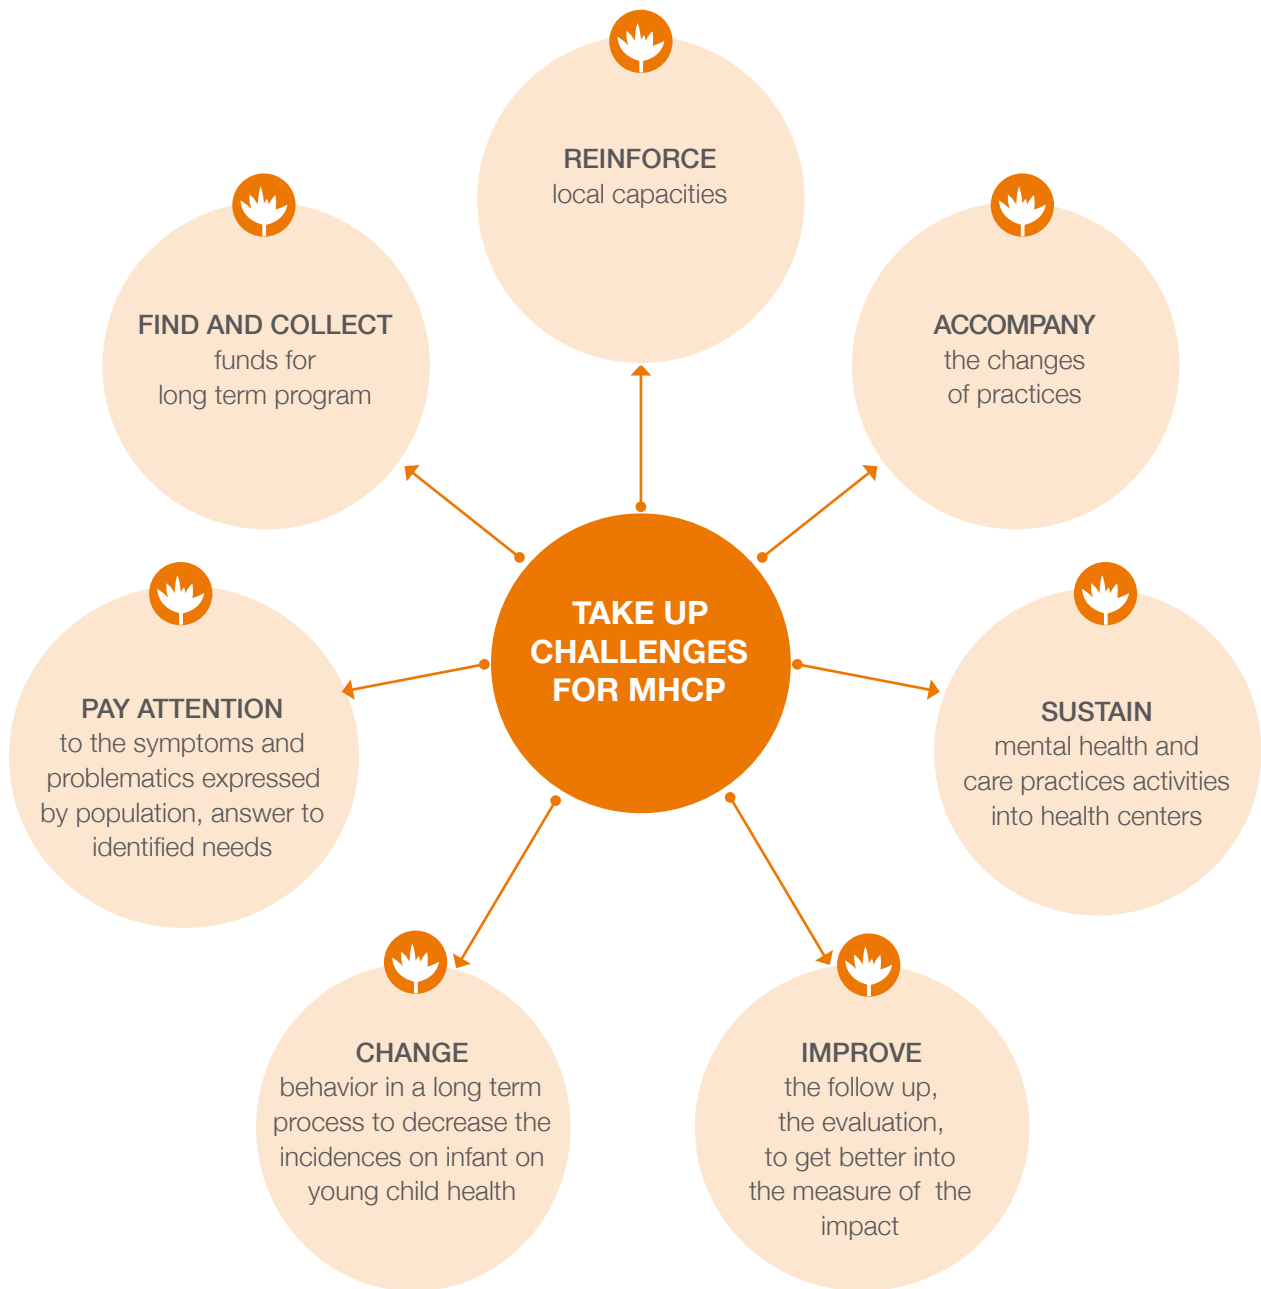 REINFORCE
local capacities
FIND AND COLLECT
funds for
long term program
ACCOMPANY
the changes
of practices
TAKE UP
CHALLENGES
FOR MHCP
PAY ATTENTION
to the symptoms and
problematics expressed
by population, answer to
identified needs
SUSTAIN
mental health and
care practices activities
into health centers
CHANGE
behavior in a long term
process to decrease the
incidences on infant on
young child health
IMPROVE
the follow up,
the evaluation,
to get better into
the measure of the
impact